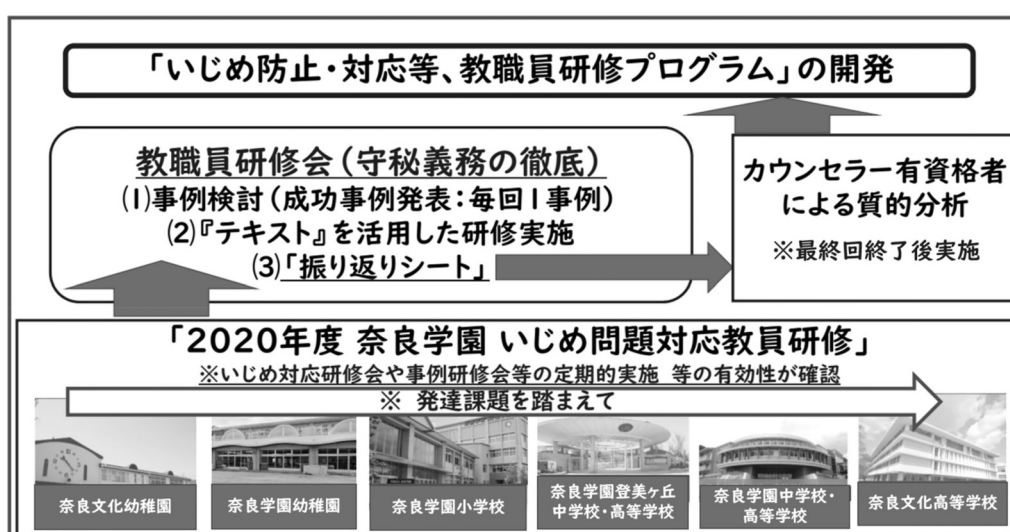 「いじめ防止・対応等、教職員研修プログラム」の開発
教職員研修会(守秘義務の徹底)
⑴事例検討(成功事例発表:毎回1事例)
⑵『テキスト』を活用した研修実施
⑶「振り返りシート」
カウンセラー有資格者
による質的分析
※最終回終了後実施
「2020年度 奈良学園 いじめ問題対応教員研修」
※いじめ対応研修会や事例研修会等の定期的実施 等の有効性が確認
※ 発達課題を踏まえて
奈良文化幼稚園
奈良学園幼稚園
奈良学園小学校
奈良学園登美ヶ丘
中学校・高等学校
奈良学園中学校・
高等学校
奈良文化高等学校